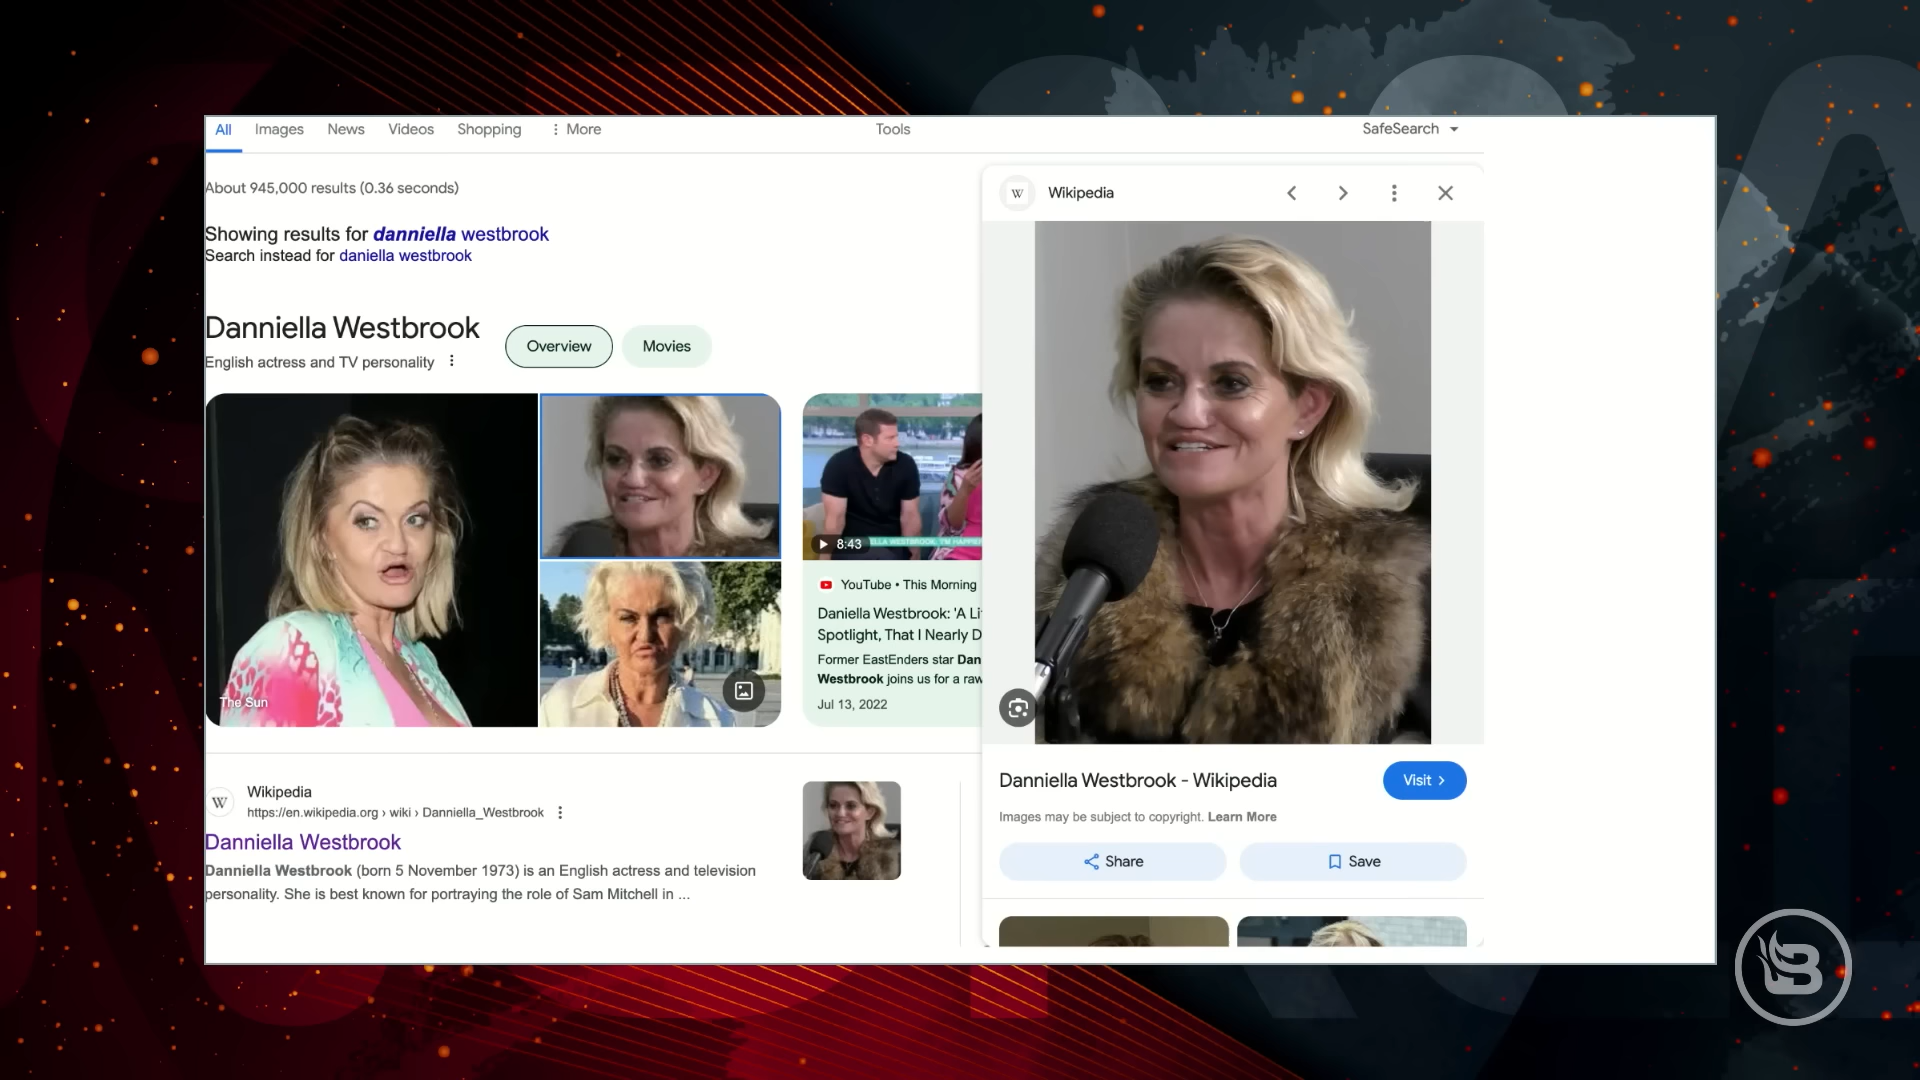 All Images News Videos Shopping More Tools SafeSearch
About 945,000 results (0.36 seconds)
Showing results for danniella westbrook
Search instead for daniella westbrook
Danniella Westbrook
English actress and TV personality
Overview Movies
The Sun
8:43
YouTube • This Morning
Daniella Westbrook: 'A Li
Spotlight, That I Nearly D
Former EastEnders star Dan
Westbrook joins us for a raw
Jul 13, 2022
W Wikipedia
https://en.wikipedia.org › wiki › Danniella_Westbrook
Danniella Westbrook
Danniella Westbrook (born 5 November 1973) is an English actress and television
personality. She is best known for portraying the role of Sam Mitchell in ...
W Wikipedia
Danniella Westbrook - Wikipedia
Visit
Images may be subject to copyright. Learn More
Share Save
B